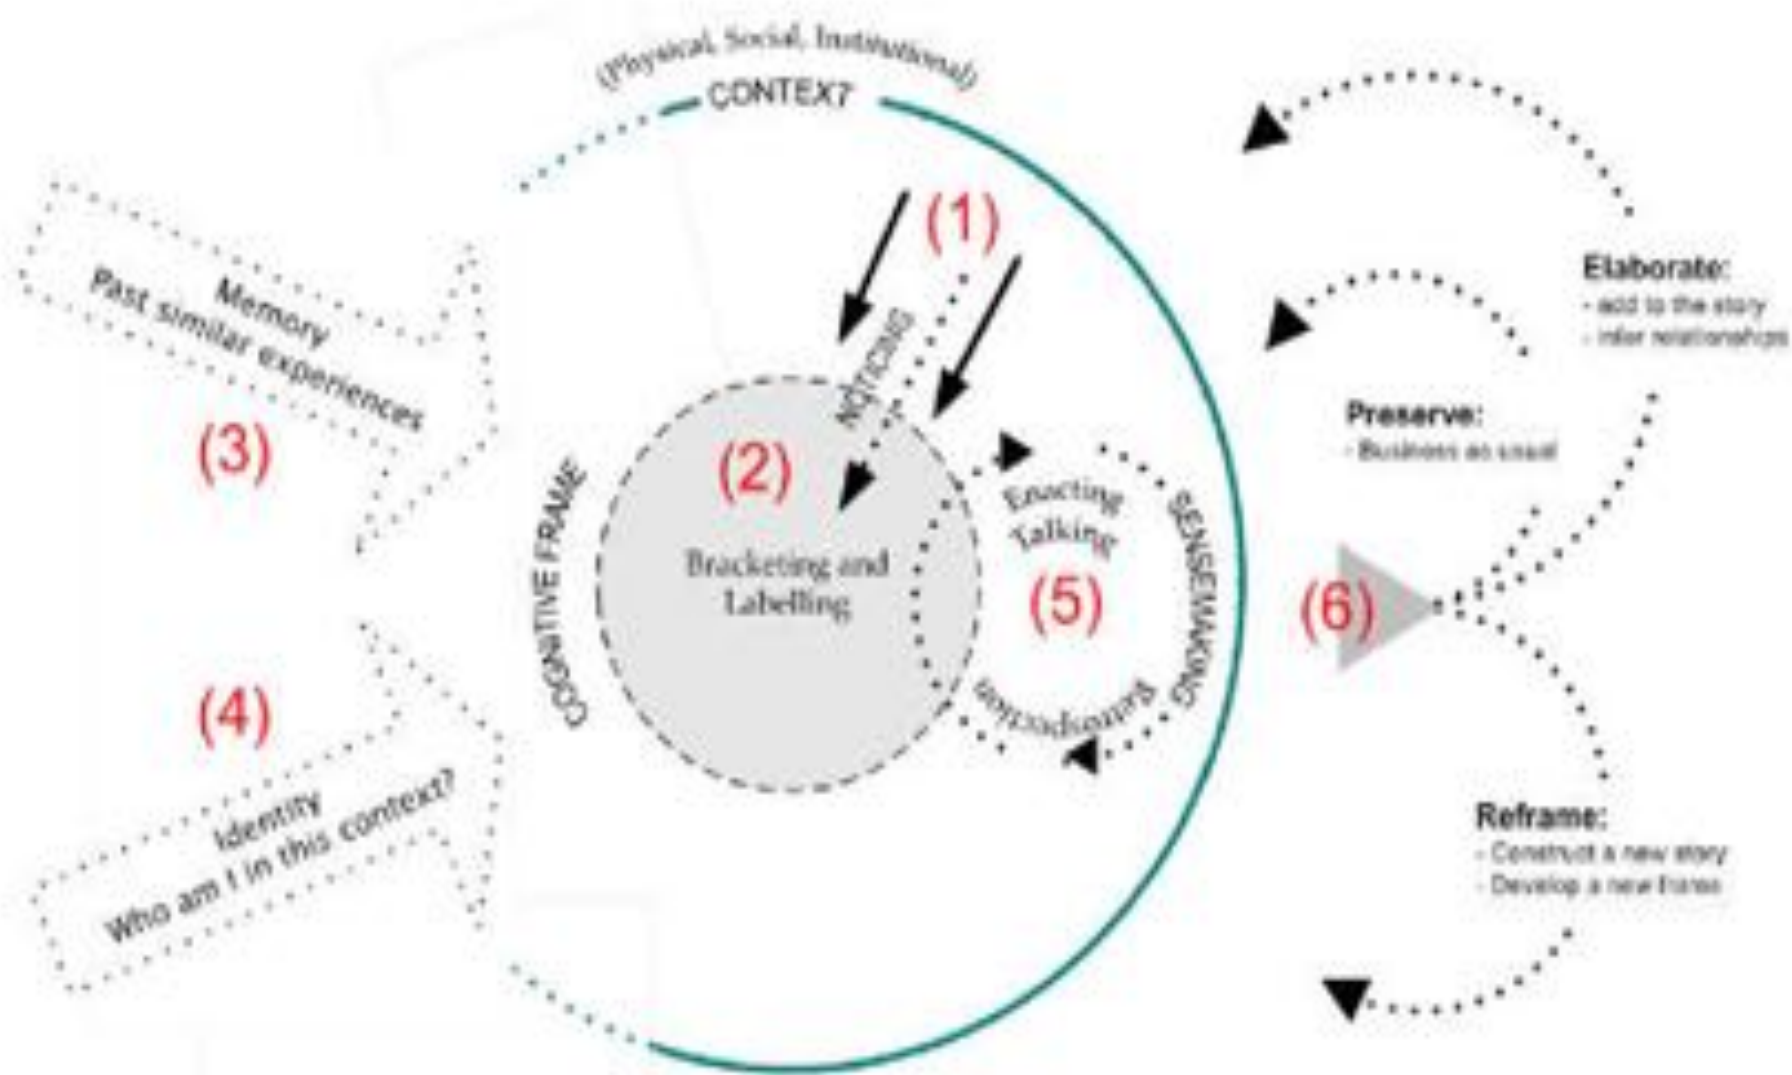 (Physical, Social, Institutional)
CONTEXT
(1)
NOTICING
Memory
Past similar experiences
(3)
(2)
Bracketing and
Labelling
COGNITIVE FRAME
Enacting
Talking
(5)
Retrospection
SENSEMAKING
(4)
Identity
Who am I in this context?
(6)
Elaborate:
- add to the story
- infer relationships
Preserve:
- Business as usual
Reframe:
- Construct a new story
- Develop a new frame